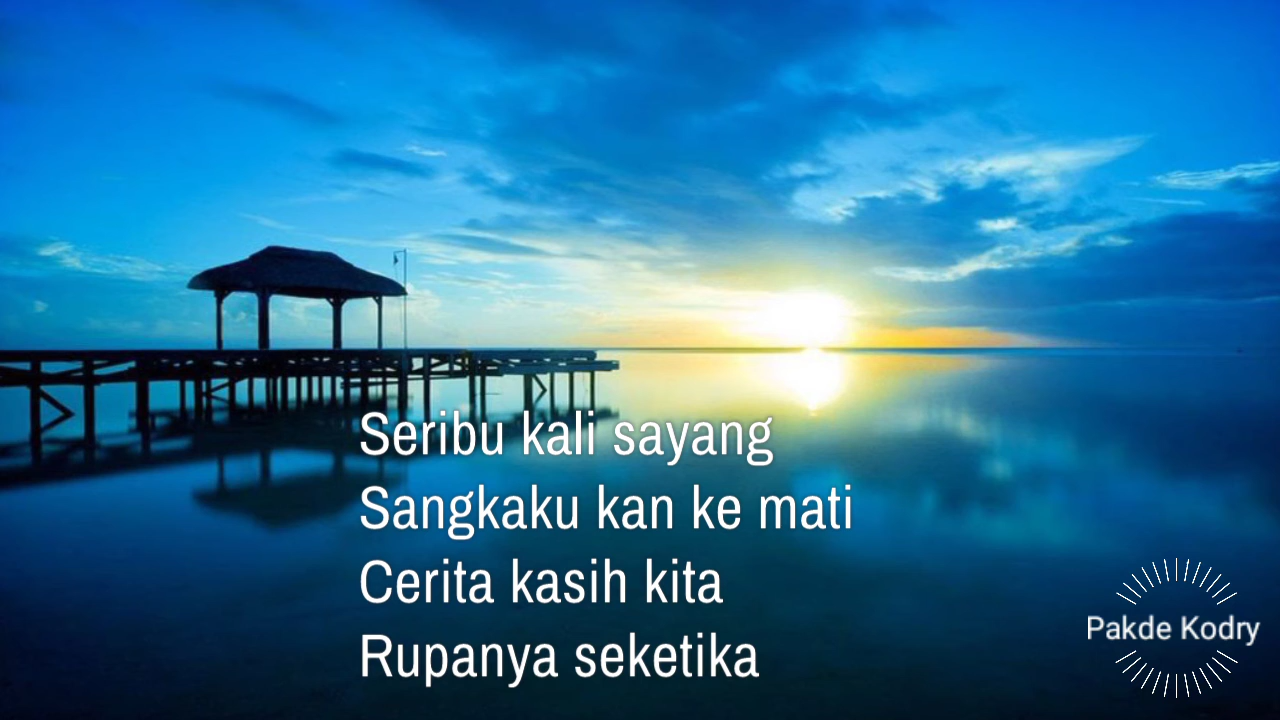 Seribu kali sayang
Sangkaku kan ke mati
Cerita kasih kita
Rupanya seketika
Pakde Kodry